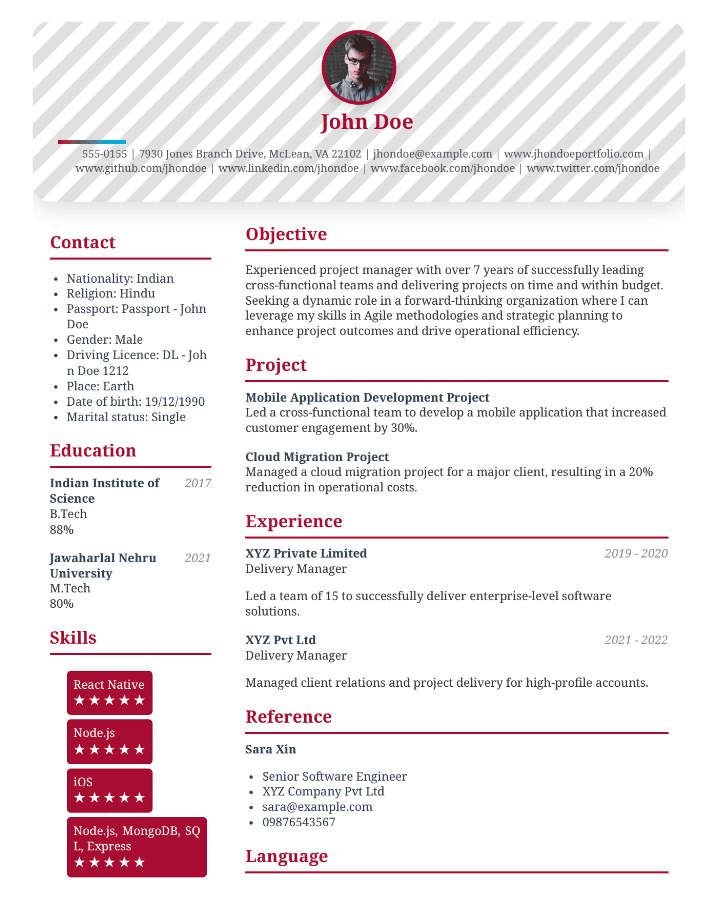 John Doe
555-0155 | 7930 Jones Branch Drive, McLean, VA 22102 | jhondoe@example.com | www.jhondoeportfolio.com |
www.github.com/jhondoe | www.linkedin.com/jhondoe | www.facebook.com/jhondoe | www.twitter.com/jhondoe
Contact
• Nationality: Indian
• Religion: Hindu
• Passport: Passport - John
Doe
• Gender: Male
• Driving Licence: DL - Joh
n Doe 1212
• Place: Earth
• Date of birth: 19/12/1990
• Marital status: Single
Education
Indian Institute of 2017
Science
B.Tech
88%
Jawaharlal Nehru 2021
University
M.Tech
80%
Skills
React Native
★★★★★
Node.js
★★★★★
iOS
★★★★★
Node.js, MongoDB, SQ
L, Express
★★★★★
Objective
Experienced project manager with over 7 years of successfully leading
cross-functional teams and delivering projects on time and within budget.
Seeking a dynamic role in a forward-thinking organization where I can
leverage my skills in Agile methodologies and strategic planning to
enhance project outcomes and drive operational efficiency.
Project
Mobile Application Development Project
Led a cross-functional team to develop a mobile application that increased
customer engagement by 30%.
Cloud Migration Project
Managed a cloud migration project for a major client, resulting in a 20%
reduction in operational costs.
Experience
XYZ Private Limited 2019 - 2020
Delivery Manager
Led a team of 15 to successfully deliver enterprise-level software
solutions.
XYZ Pvt Ltd 2021 - 2022
Delivery Manager
Managed client relations and project delivery for high-profile accounts.
Reference
Sara Xin
• Senior Software Engineer
• XYZ Company Pvt Ltd
• sara@example.com
• 09876543567
Language